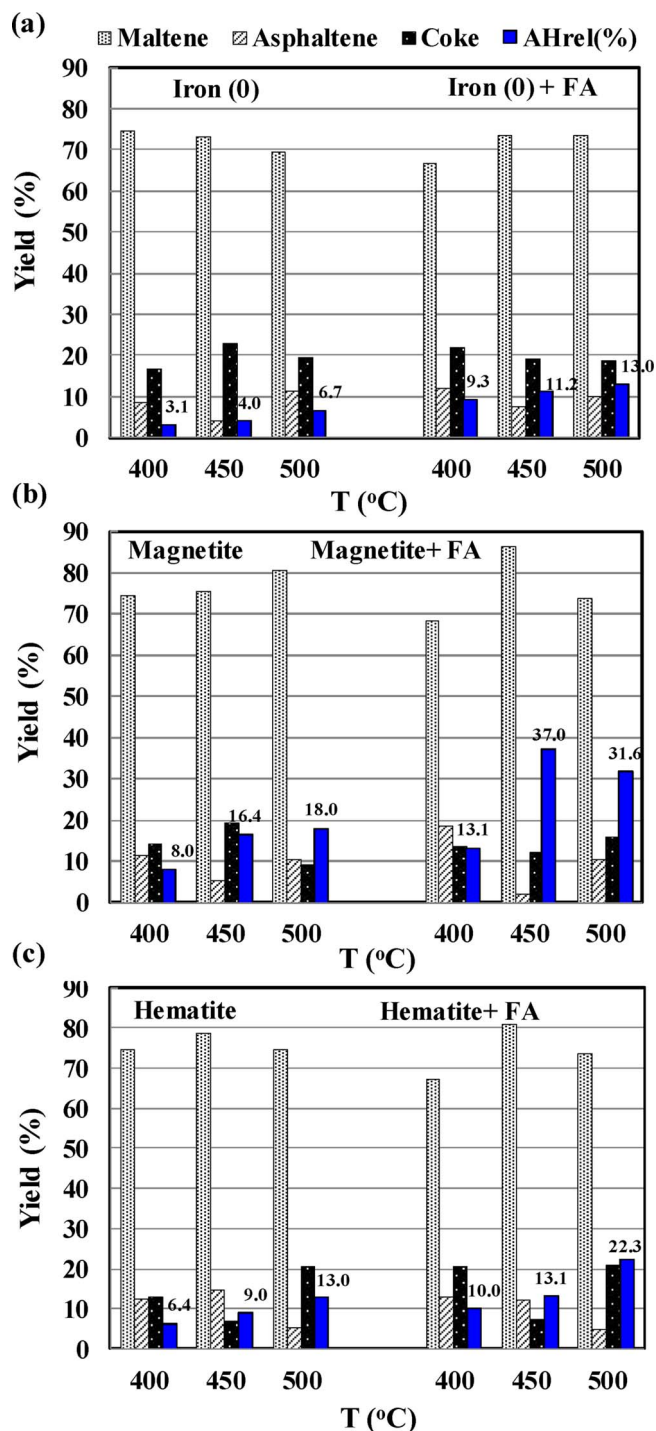 (a)
Maltene Asphaltene Coke AHrel(%)
Iron (0) Iron (0) + FA
Yield (%)
90
80
70
60
50
40
30
20
10
0
3.1 4.0 6.7 9.3 11.2 13.0
400 450 500 400 450 500
T (°C)
(b)
Magnetite Magnetite+ FA
Yield (%)
90
80
70
60
50
40
30
20
10
0
8.0 16.4 18.0 13.1 37.0 31.6
400 450 500 400 450 500
T (°C)
(c)
Hematite Hematite+ FA
Yield (%)
90
80
70
60
50
40
30
20
10
0
6.4 9.0 13.0 10.0 13.1 22.3
400 450 500 400 450 500
T (°C)